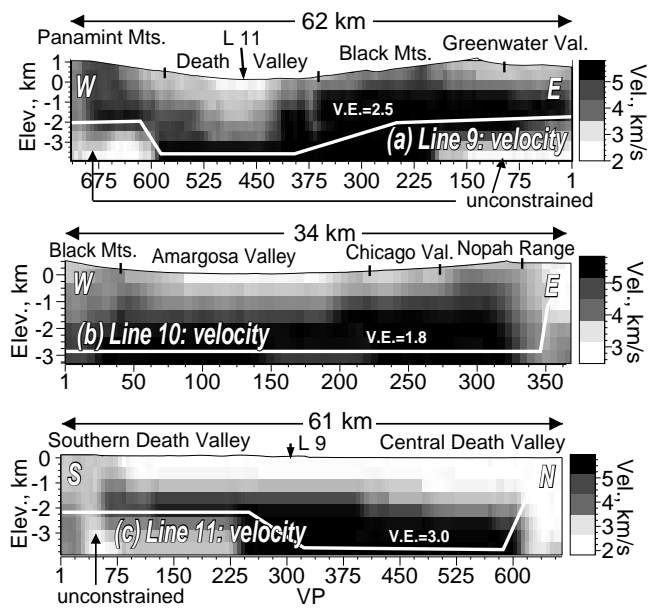 62 km
Panamint Mts.
L 11
Death Valley
Black Mts.
Greenwater Val.
Elev., km
1
0
-1
-2
-3
W
E
V.E.=2.5
(a) Line 9: velocity
5
4
3
2
Vel., km/s
675 600 525 450 375 300 225 150 75 1
unconstrained
34 km
Black Mts.
Amargosa Valley
Chicago Val.
Nopah Range
Elev., km
0
-1
-2
-3
W
E
(b) Line 10: velocity
V.E.=1.8
5
4
3
Vel., km/s
1 50 100 150 200 250 300 350
61 km
Southern Death Valley
L 9
Central Death Valley
Elev., km
0
-1
-2
-3
S
N
(c) Line 11: velocity
V.E.=3.0
5
4
3
2
Vel., km/s
1 75 150 225 300 375 450 525 600
unconstrained
VP